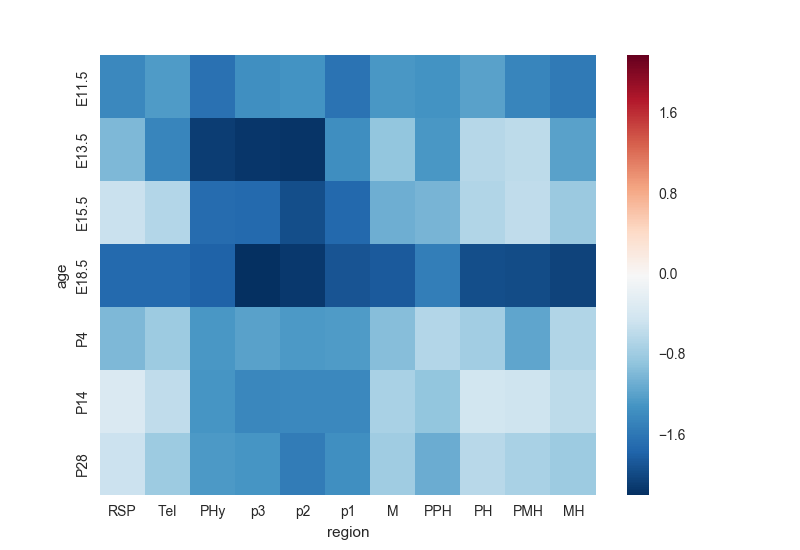 E11.5
E13.5
E15.5
E18.5
P4
P14
P28
age
RSP Tel PHy p3 p2 p1 M PPH PH PMH MH
region
1.6
0.8
0.0
−0.8
−1.6